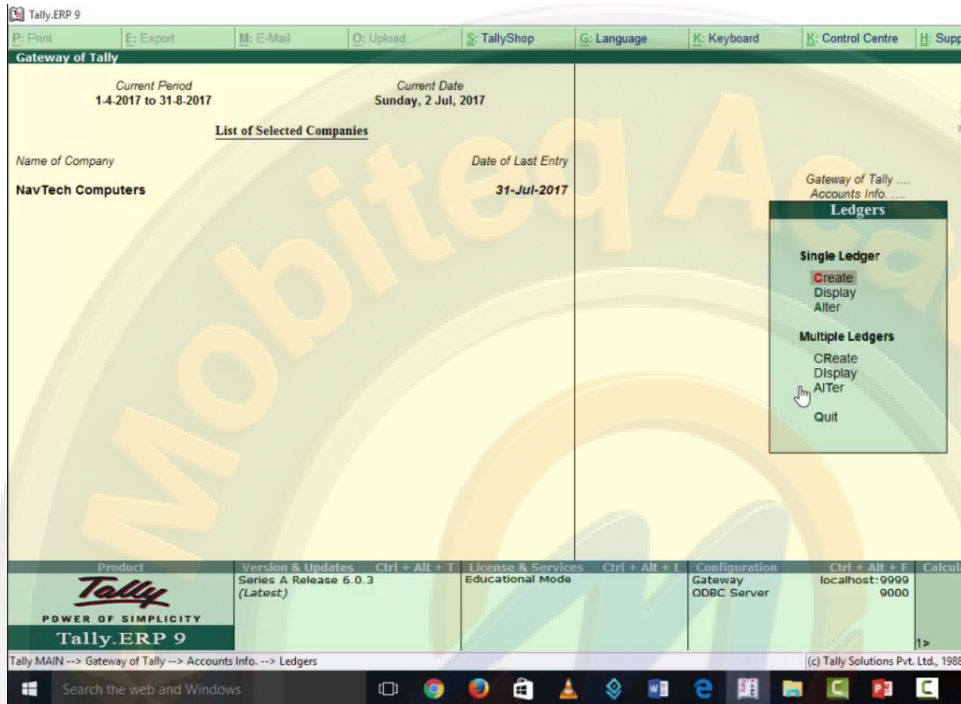 Tally.ERP 9
P: Print E: Export M: E-Mail O: Upload S: TallyShop G: Language K: Keyboard K: Control Centre H: Supp
Gateway of Tally
Current Period Current Date
1-4-2017 to 31-8-2017 Sunday, 2 Jul, 2017
List of Selected Companies
Name of Company Date of Last Entry
NavTech Computers 31-Jul-2017
Gateway of Tally ....
Accounts Info. ....
Ledgers
Single Ledger
Create
Display
Alter
Multiple Ledgers
CReate
DIsplay
AlTer
Quit
Mobiteq Aca
Product Version & Updates Ctrl + Alt + T License & Services Ctrl + Alt + L Configuration Ctrl + Alt + F Calcul
Series A Release 6.0.3 Educational Mode Gateway localhost:9999
(Latest) ODBC Server 9000
Tally
POWER OF SIMPLICITY
Tally.ERP 9
1>
Tally MAIN --> Gateway of Tally --> Accounts Info. --> Ledgers (c) Tally Solutions Pvt. Ltd., 1988
Search the web and Windows